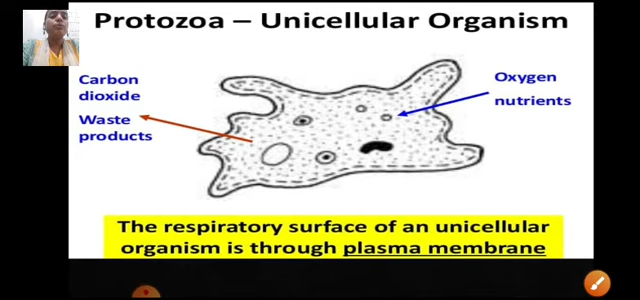 Protozoa – Unicellular Organism
Carbon
dioxide
Waste
products
Oxygen
nutrients
The respiratory surface of an unicellular
organism is through plasma membrane